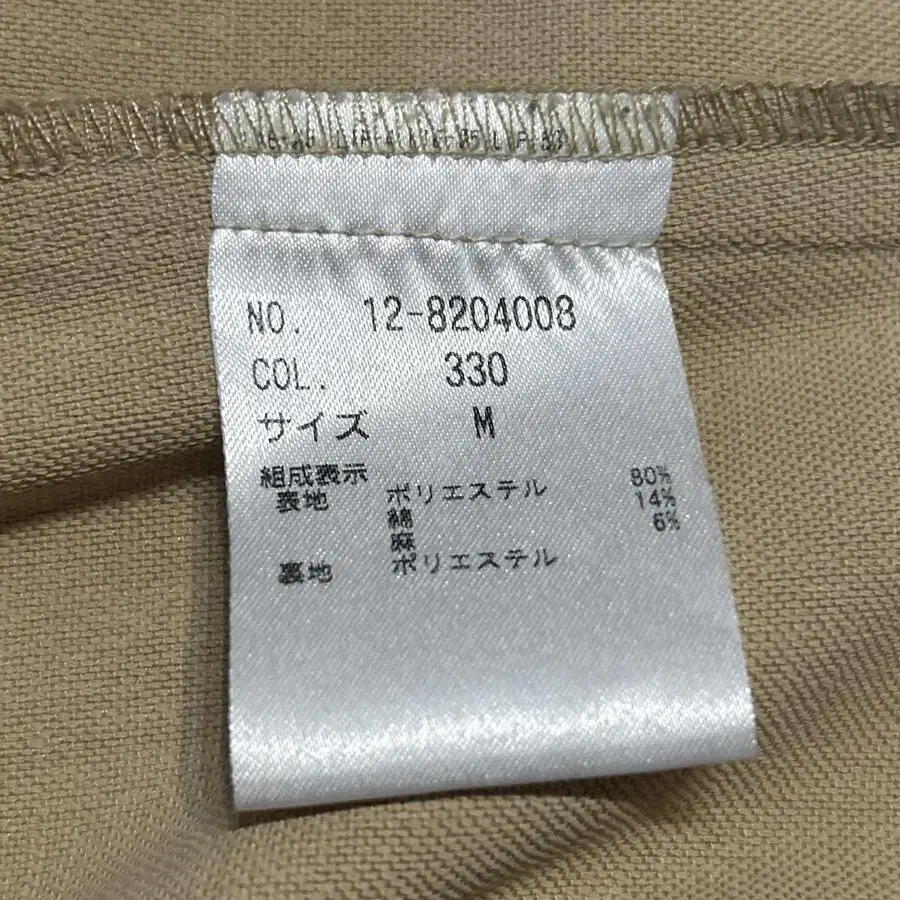 NO. 12-8204008
COL. 330
サイズ M
組成表示
表地 ポリエステル 80%
綿 14%
麻 6%
裏地 ポリエステル